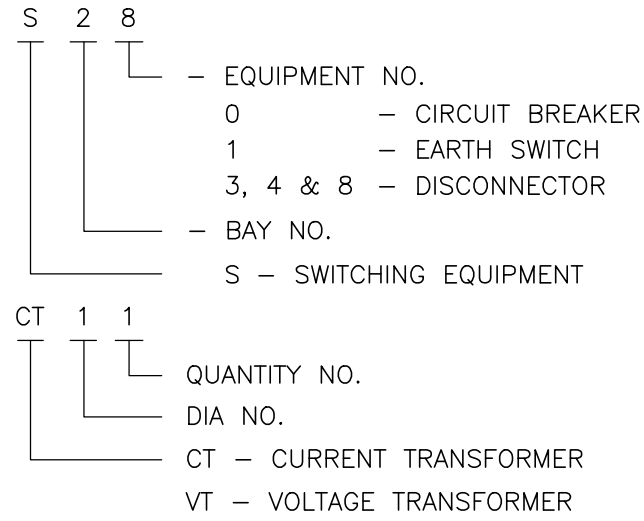 S 2 8
- EQUIPMENT NO.
0 - CIRCUIT BREAKER
1 - EARTH SWITCH
3, 4 & 8 - DISCONNECTOR
- BAY NO.
S - SWITCHING EQUIPMENT
CT 1 1
QUANTITY NO.
DIA NO.
CT - CURRENT TRANSFORMER
VT - VOLTAGE TRANSFORMER